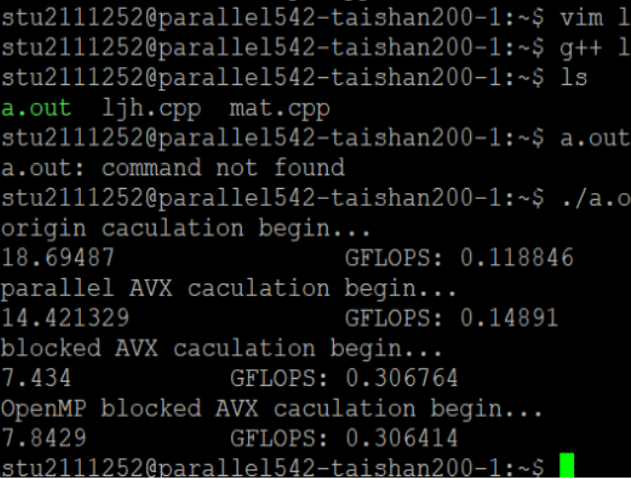 stu2111252@parallel542-taishan200-1:~$ vim l
stu2111252@parallel542-taishan200-1:~$ g++ l
stu2111252@parallel542-taishan200-1:~$ ls
a.out  ljh.cpp  mat.cpp
stu2111252@parallel542-taishan200-1:~$ a.out
a.out: command not found
stu2111252@parallel542-taishan200-1:~$ ./a.o
origin caculation begin...
18.69487 GFLOPS: 0.118846
parallel AVX caculation begin...
14.421329 GFLOPS: 0.14891
blocked AVX caculation begin...
7.434 GFLOPS: 0.306764
OpenMP blocked AVX caculation begin...
7.8429 GFLOPS: 0.306414
stu2111252@parallel542-taishan200-1:~$